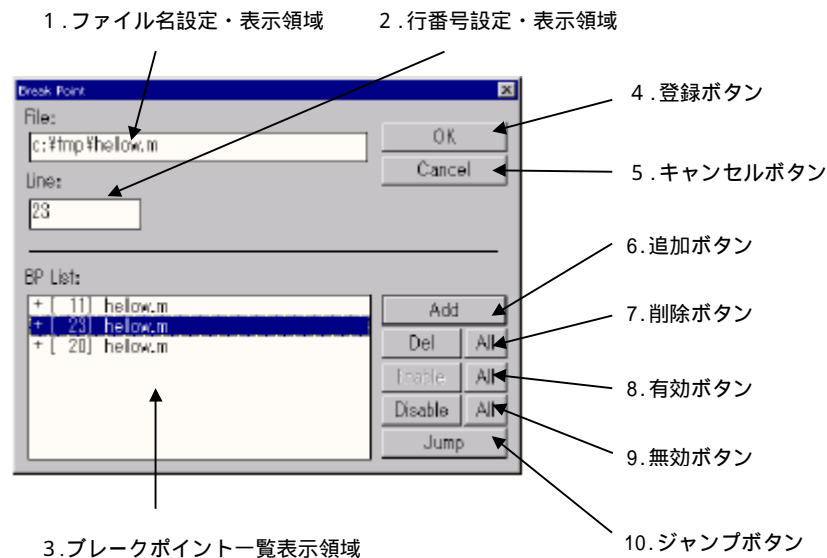 1.ファイル名設定・表示領域
2.行番号設定・表示領域
Break Point
File:
c:¥tmp¥hellow.m
Line:
23
OK
Cancel
4.登録ボタン
5.キャンセルボタン
BP List:
+ [ 11] hellow.m
+ [ 23] hellow.m
+ [ 20] hellow.m
Add
Del All
Enable All
Disable All
Jump
6.追加ボタン
7.削除ボタン
8.有効ボタン
9.無効ボタン
10.ジャンプボタン
3.ブレークポイント一覧表示領域